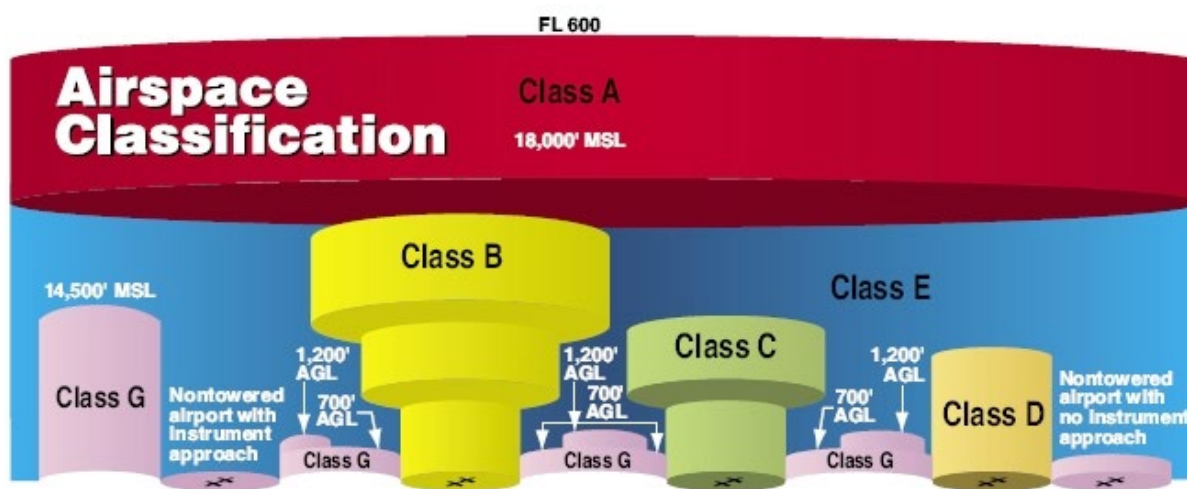 FL 600
Airspace
Classification
Class A
18,000' MSL
Class B
14,500' MSL
Class E
Class C
1,200'
AGL
1,200'
AGL
1,200'
AGL
Class G
Nontowered
airport with
instrument
approach
700'
AGL
700'
AGL
700'
AGL
Class D
Nontowered
airport with
no instrument
approach
Class G
Class G
Class G